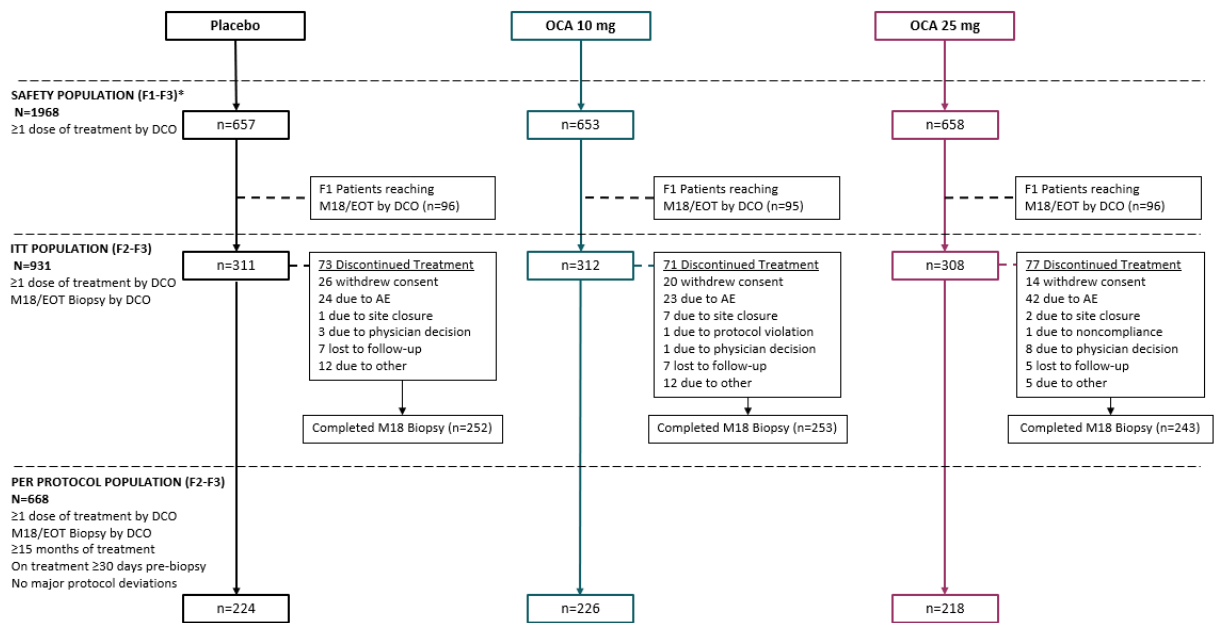 Placebo
OCA 10 mg
OCA 25 mg
SAFETY POPULATION (F1-F3)*
N=1968
≥1 dose of treatment by DCO
n=657
n=653
n=658
F1 Patients reaching
M18/EOT by DCO (n=96)
F1 Patients reaching
M18/EOT by DCO (n=95)
F1 Patients reaching
M18/EOT by DCO (n=96)
ITT POPULATION (F2-F3)
N=931
≥1 dose of treatment by DCO
M18/EOT Biopsy by DCO
n=311
73 Discontinued Treatment
26 withdrew consent
24 due to AE
1 due to site closure
3 due to physician decision
7 lost to follow-up
12 due to other
Completed M18 Biopsy (n=252)
n=312
71 Discontinued Treatment
20 withdrew consent
23 due to AE
7 due to site closure
1 due to protocol violation
1 due to physician decision
7 lost to follow-up
12 due to other
Completed M18 Biopsy (n=253)
n=308
77 Discontinued Treatment
14 withdrew consent
42 due to AE
2 due to site closure
1 due to noncompliance
8 due to physician decision
5 lost to follow-up
5 due to other
Completed M18 Biopsy (n=243)
PER PROTOCOL POPULATION (F2-F3)
N=668
≥1 dose of treatment by DCO
M18/EOT Biopsy by DCO
≥15 months of treatment
On treatment ≥30 days pre-biopsy
No major protocol deviations
n=224
n=226
n=218